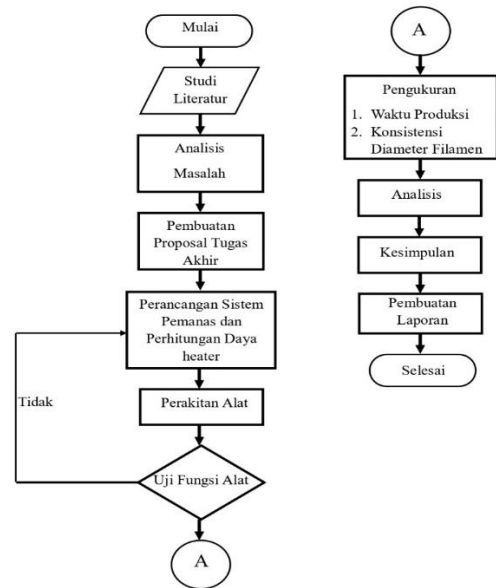 Mulai
Studi
Literatur
Analisis
Masalah
Pembuatan
Proposal Tugas
Akhir
Perancangan Sistem
Pemanas dan
Perhitungan Daya
heater
Perakitan Alat
Uji Fungsi Alat
Tidak
A
A
Pengukuran
1. Waktu Produksi
2. Konsistensi
Diameter Filamen
Analisis
Kesimpulan
Pembuatan
Laporan
Selesai